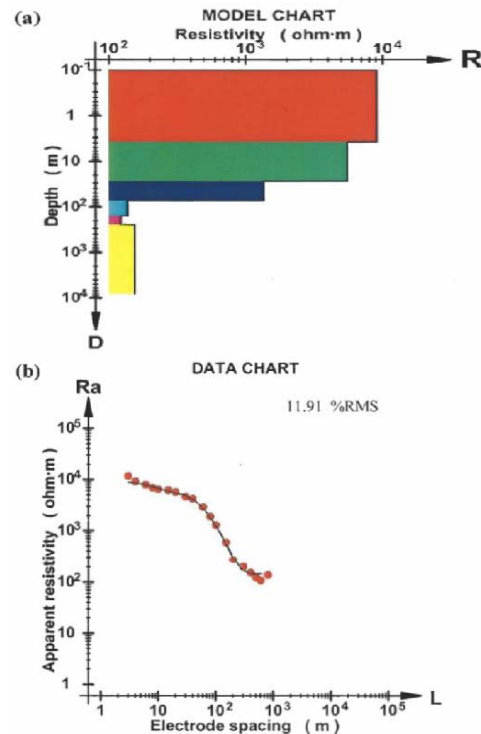 (a)
MODEL CHART
Resistivity ( ohm·m )
10² 10³ 10⁴
R
10⁻¹
1
10
10²
10³
10⁴
Depth ( m )
D
(b)
DATA CHART
Ra
11.91 %RMS
10⁵
10⁴
10³
10²
10
1
Apparent resistivity ( ohm·m )
1 10 10² 10³ 10⁴ 10⁵
L
Electrode spacing ( m )